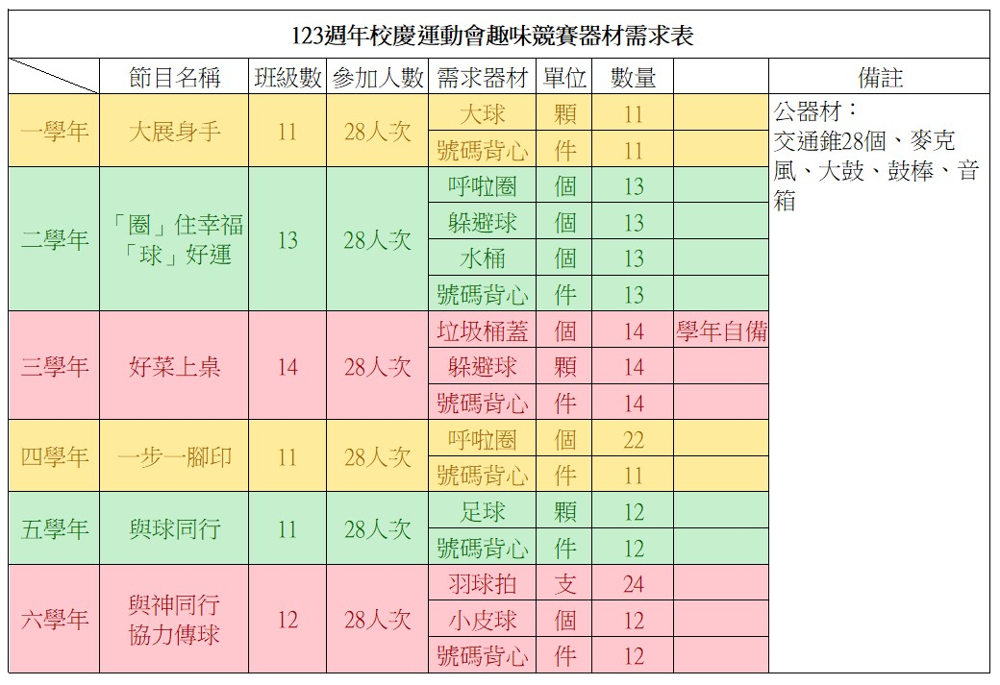 123週年校慶運動會趣味競賽器材需求表
節目名稱 班級數 參加人數 需求器材 單位 數量 備註
一學年 大展身手 11 28人次 大球 顆 11
號碼背心 件 11
公器材：
交通錐28個、麥克
風、大鼓、鼓棒、音
箱
二學年 「圈」住幸福
「球」好運 13 28人次 呼啦圈 個 13
躲避球 個 13
水桶 個 13
號碼背心 件 13
三學年 好菜上桌 14 28人次 垃圾桶蓋 個 14 學年自備
躲避球 顆 14
號碼背心 件 14
四學年 一步一腳印 11 28人次 呼啦圈 個 22
號碼背心 件 11
五學年 與球同行 11 28人次 足球 顆 12
號碼背心 件 12
六學年 與神同行
協力傳球 12 28人次 羽球拍 支 24
小皮球 個 12
號碼背心 件 12